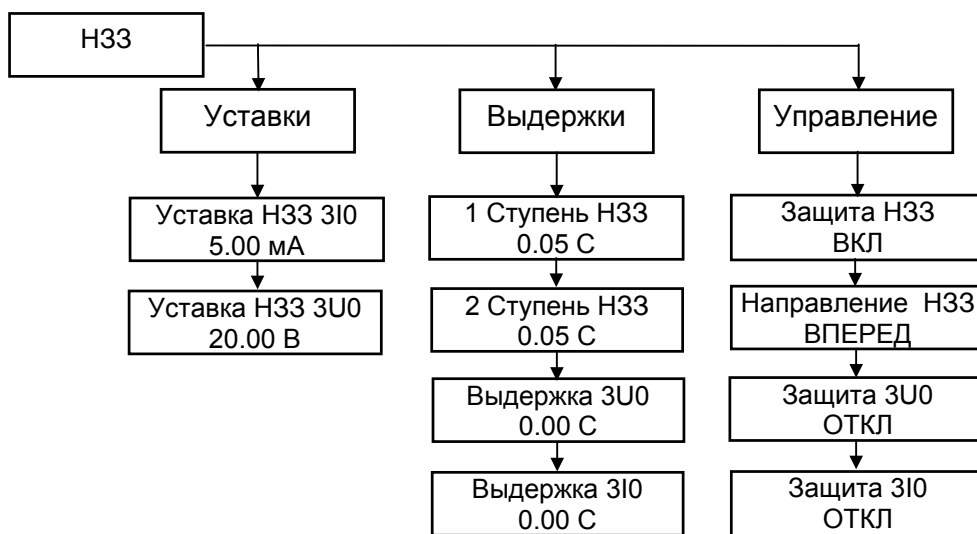 НЗЗ
Уставки
Выдержки
Управление
Уставка НЗЗ 3I0
5.00 мА
Уставка НЗЗ 3U0
20.00 В
1 Ступень НЗЗ
0.05 С
2 Ступень НЗЗ
0.05 С
Выдержка 3U0
0.00 С
Выдержка 3I0
0.00 С
Защита НЗЗ
ВКЛ
Направление НЗЗ
ВПЕРЕД
Защита 3U0
ОТКЛ
Защита 3I0
ОТКЛ